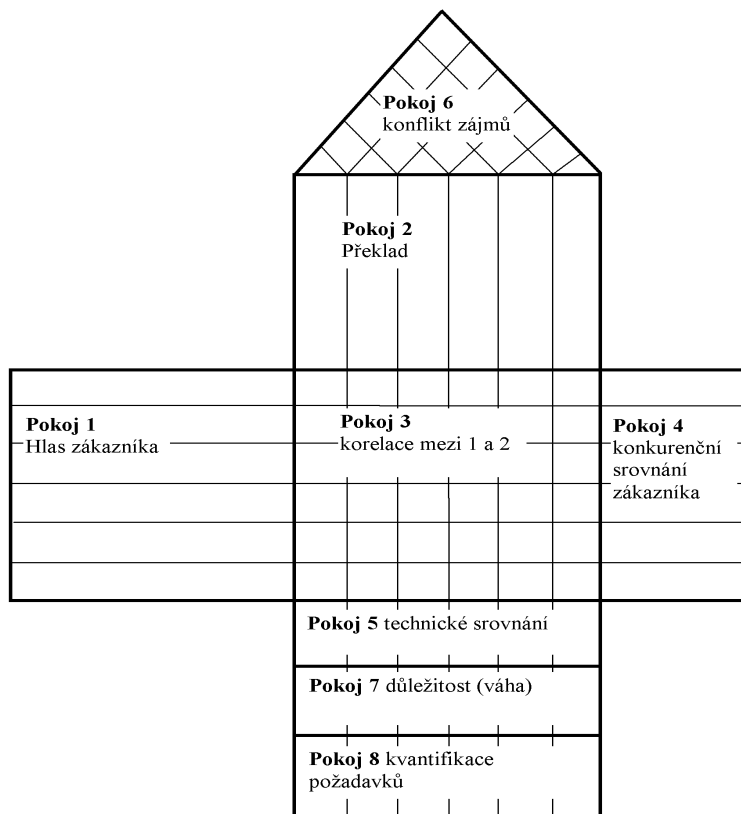 Pokoj 6
konflikt zájmů
Pokoj 2
Překlad
Pokoj 1
Hlas zákazníka
Pokoj 3
korelace mezi 1 a 2
Pokoj 4
konkurenční
srovnání
zákazníka
Pokoj 5 technické srovnání
Pokoj 7 důležitost (váha)
Pokoj 8 kvantifikace
požadavků